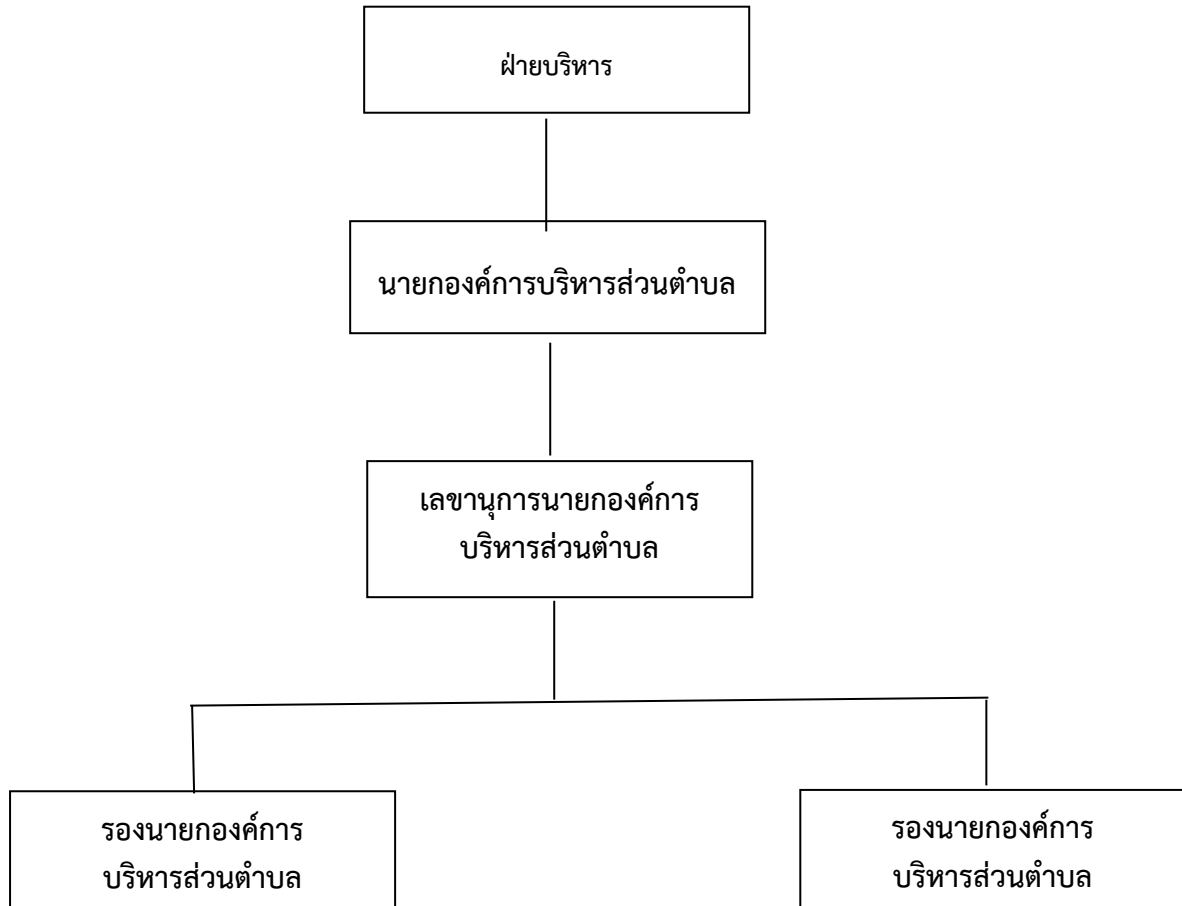 ฝ่ายบริหาร
นายกองค์การบริหารส่วนตำบล
เลขานุการนายกองค์การ
บริหารส่วนตำบล
รองนายกองค์การ
บริหารส่วนตำบล
รองนายกองค์การ
บริหารส่วนตำบล